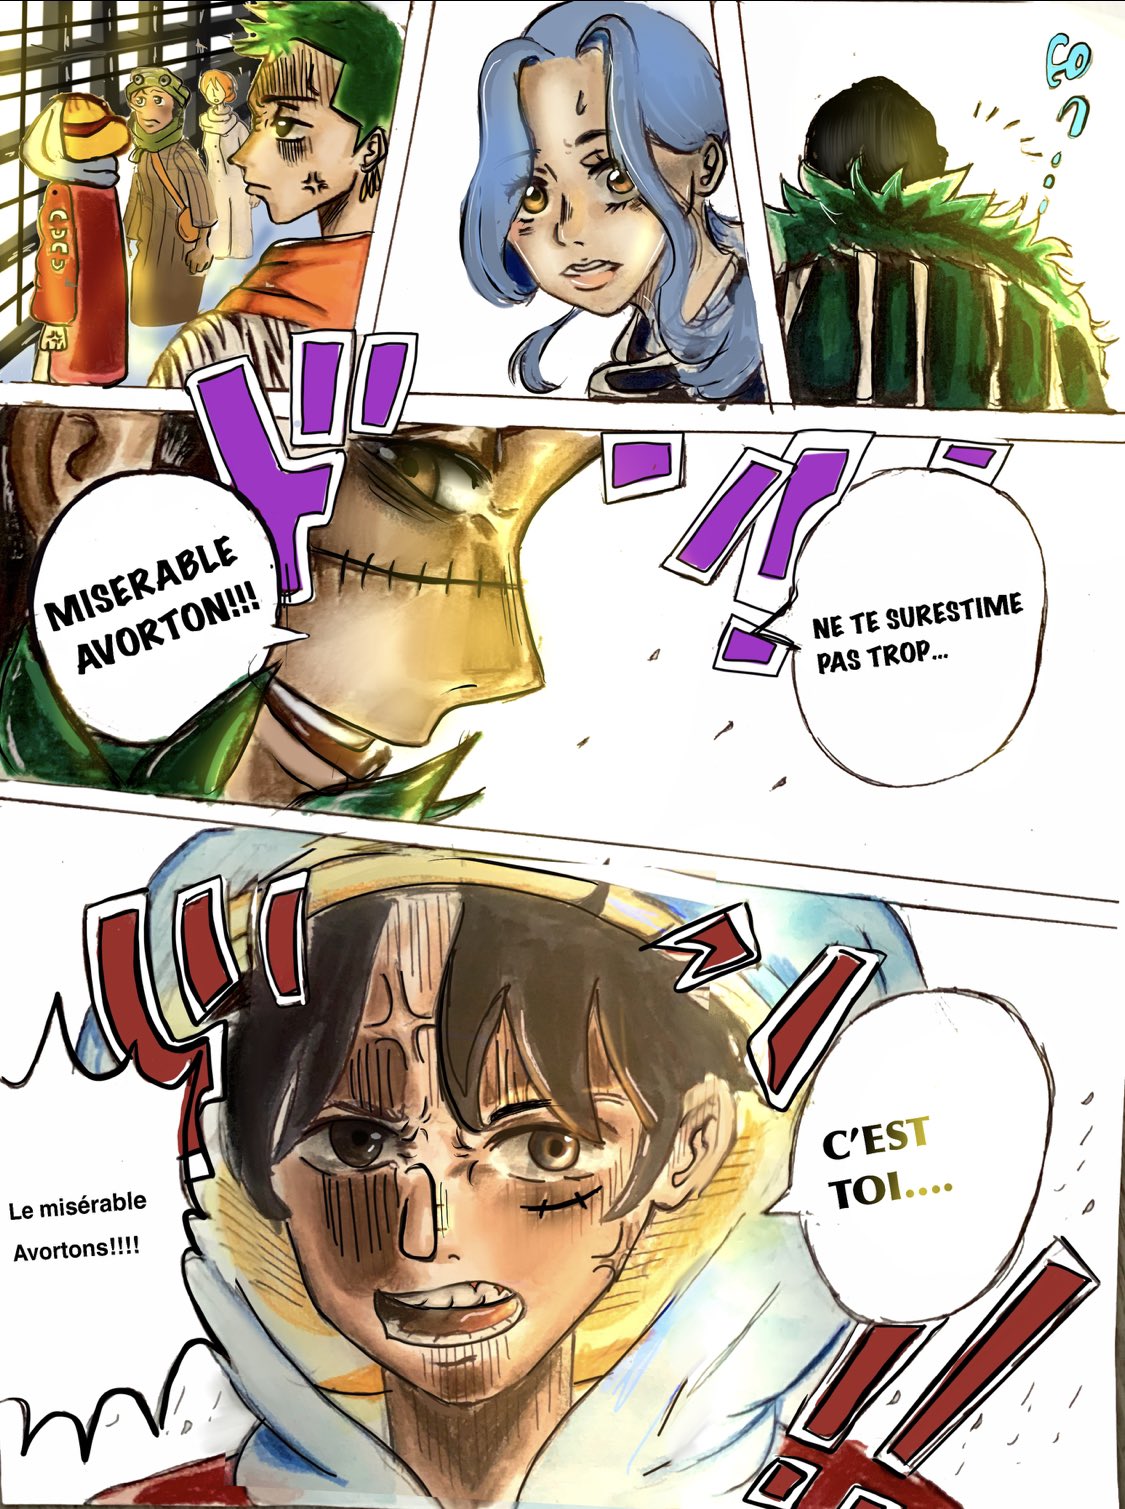 NE TE SURESTIME
PAS TROP...
MISERABLE
AVORTON!!!
C'EST
TOI....
Le misérable
Avortons!!!!